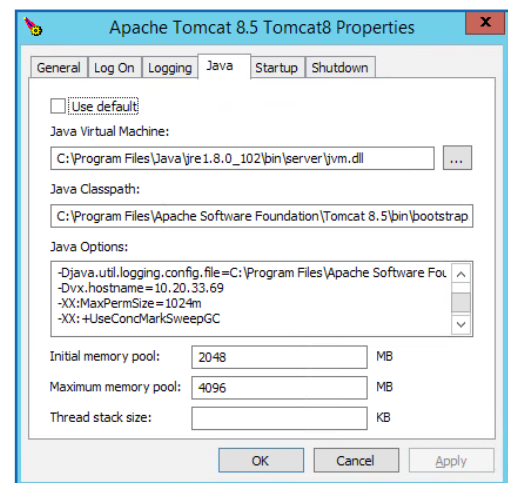 Apache Tomcat 8.5 Tomcat8 Properties
x
General Log On Logging Java Startup Shutdown
Use default
Java Virtual Machine:
C:\Program Files\Java\jre1.8.0_102\bin\server\jvm.dll ...
Java Classpath:
C:\Program Files\Apache Software Foundation\Tomcat 8.5\bin\bootstrap
Java Options:
-Djava.util.logging.config.file=C:\Program Files\Apache Software Fou
-Dvx.hostname=10.20.33.69
-XX:MaxPermSize=1024m
-XX:+UseConcMarkSweepGC
Initial memory pool: 2048 MB
Maximum memory pool: 4096 MB
Thread stack size: KB
OK Cancel Apply